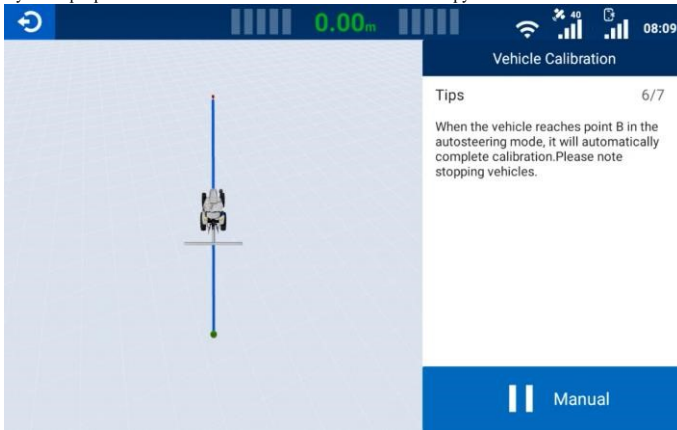 0.00m
40
08:09
Vehicle Calibration
Tips 6/7
When the vehicle reaches point B in the
autosteering mode, it will automatically
complete calibration.Please note
stopping vehicles.
Manual